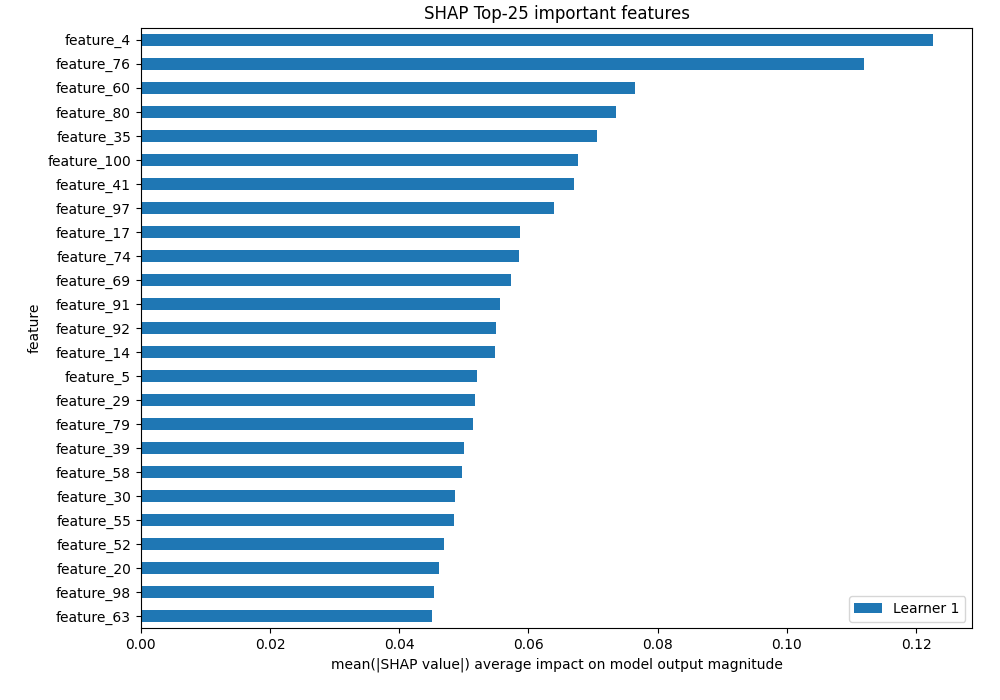 SHAP Top-25 important features
feature_4
feature_76
feature_60
feature_80
feature_35
feature_100
feature_41
feature_97
feature_17
feature_74
feature_69
feature_91
feature_92
feature_14
feature_5
feature_29
feature_79
feature_39
feature_58
feature_30
feature_55
feature_52
feature_20
feature_98
feature_63
feature
Learner 1
0.00 0.02 0.04 0.06 0.08 0.10 0.12
mean(|SHAP value|) average impact on model output magnitude